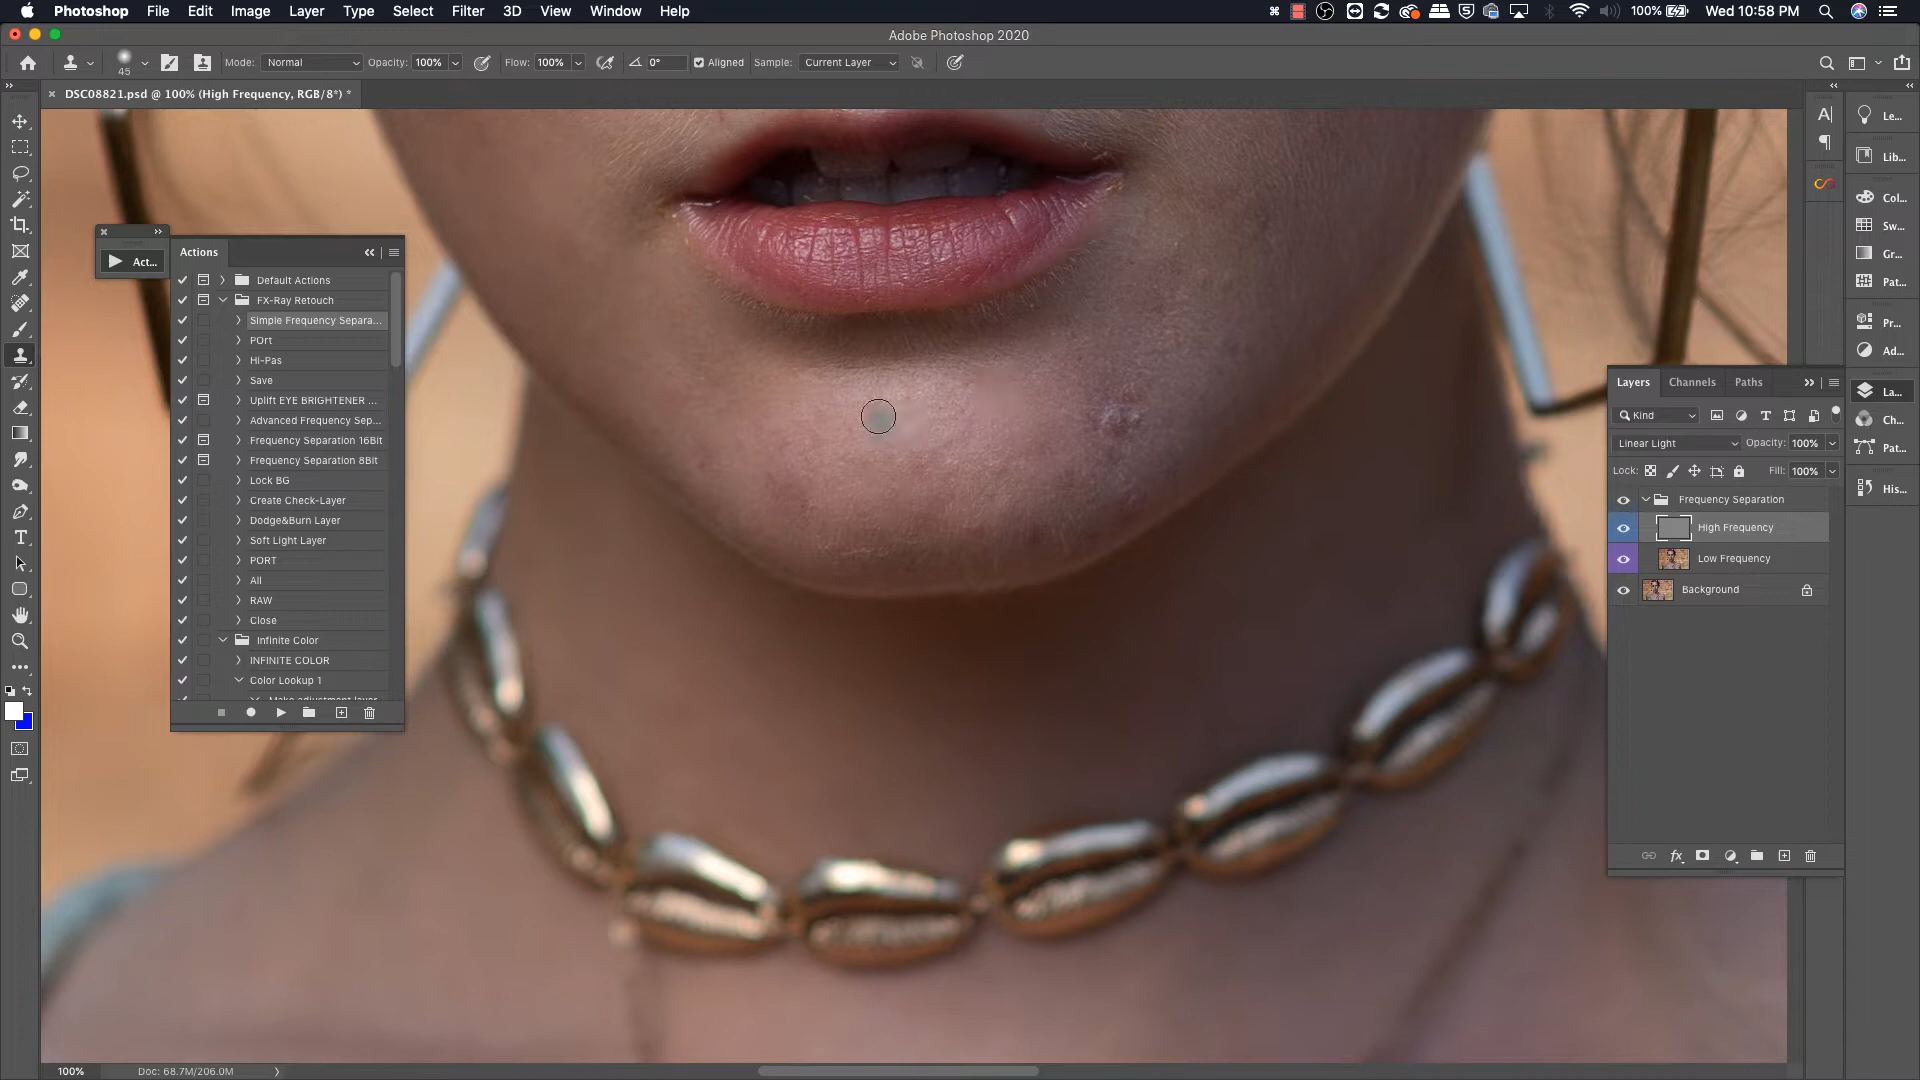 Photoshop File Edit Image Layer Type Select Filter 3D View Window Help 100% Wed 10:58 PM
Adobe Photoshop 2020
45 Mode: Normal Opacity: 100% Flow: 100% 0° Aligned Sample: Current Layer
DSC08821.psd @ 100% (High Frequency, RGB/8*) *
Act...
Actions
Default Actions
FX-Ray Retouch
Simple Frequency Separa...
POrt
Hi-Pas
Save
Uplift EYE BRIGHTENER ...
Advanced Frequency Sep...
Frequency Separation 16Bit
Frequency Separation 8Bit
Lock BG
Create Check-Layer
Dodge&Burn Layer
Soft Light Layer
PORT
All
RAW
Close
Infinite Color
INFINITE COLOR
Color Lookup 1
Make adjustment layer
Le...
Lib...
Col...
Sw...
Gr...
Pat...
Pr...
Ad...
La...
Ch...
Pat...
His...
Layers Channels Paths
Kind
Linear Light Opacity: 100%
Lock: Fill: 100%
Frequency Separation
High Frequency
Low Frequency
Background
100% Doc: 68.7M/206.0M